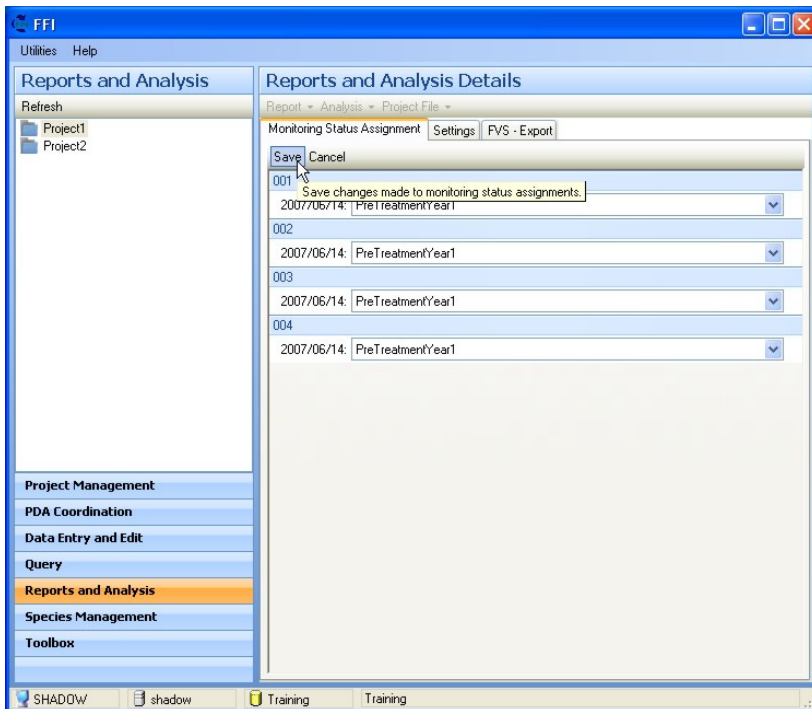 FFI
Utilities Help
Reports and Analysis
Refresh
Project1
Project2
Project Management
PDA Coordination
Data Entry and Edit
Query
Reports and Analysis
Species Management
Toolbox
Reports and Analysis Details
Report Analysis Project File
Monitoring Status Assignment Settings FVS - Export
Save Cancel
001
Save changes made to monitoring status assignments.
2007/06/14: PreTreatmentYear1
002
2007/06/14: PreTreatmentYear1
003
2007/06/14: PreTreatmentYear1
004
2007/06/14: PreTreatmentYear1
SHADOW shadow Training Training